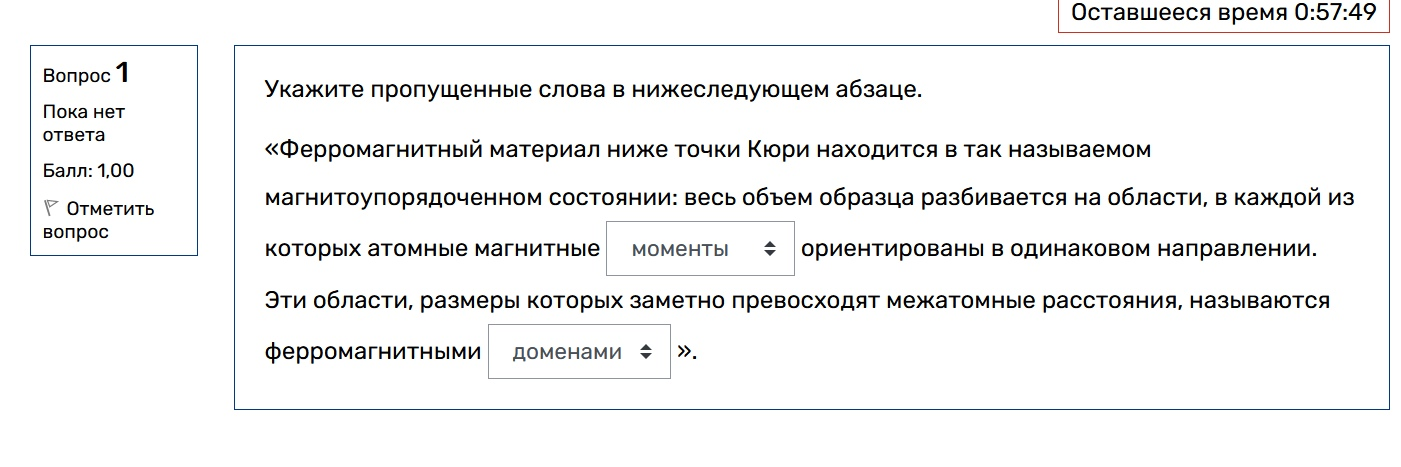 Оставшееся время 0:57:49
Вопрос 1
Пока нет
ответа
Балл: 1,00
Отметить
вопрос
Укажите пропущенные слова в нижеследующем абзаце.
«Ферромагнитный материал ниже точки Кюри находится в так называемом
магнитоупорядоченном состоянии: весь объем образца разбивается на области, в каждой из
которых атомные магнитные моменты ориентированы в одинаковом направлении.
Эти области, размеры которых заметно превосходят межатомные расстояния, называются
ферромагнитными доменами ».